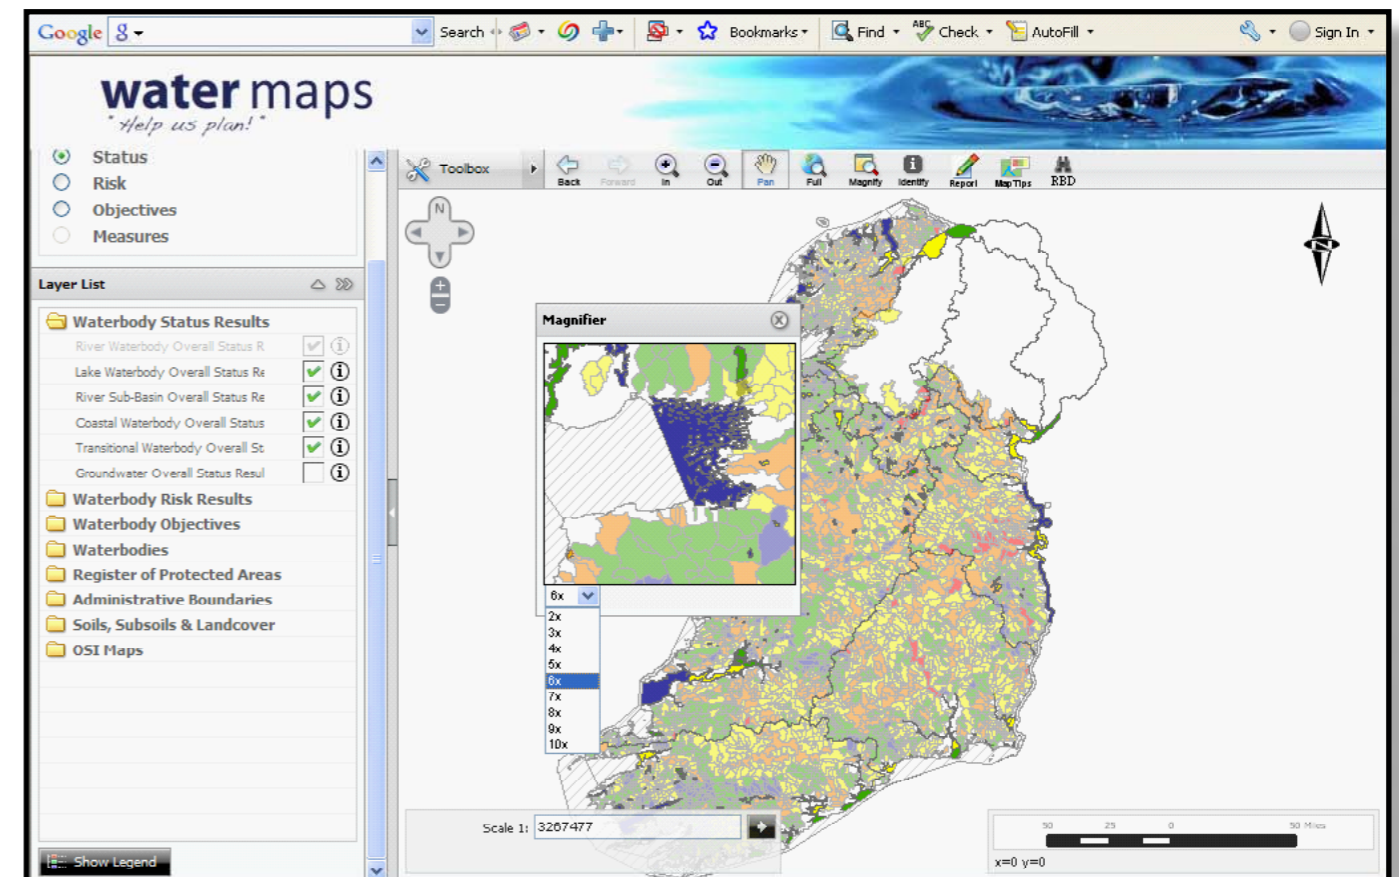 Google g Search Bookmarks Find ABC Check AutoFill Sign In
water maps
"Help us plan!"
Status
Risk
Objectives
Measures
Layer List
Waterbody Status Results
River Waterbody Overall Status R
Lake Waterbody Overall Status Re
River Sub-Basin Overall Status Re
Coastal Waterbody Overall Status
Transitional Waterbody Overall St
Groundwater Overall Status Resul
Waterbody Risk Results
Waterbody Objectives
Waterbodies
Register of Protected Areas
Administrative Boundaries
Soils, Subsoils & Landcover
OSI Maps
Show Legend
Toolbox
Back Forward In Out Pan Full Magnify Identify Report MapTips RBD
N
N
Magnifier
6x
2x
3x
4x
5x
6x
7x
8x
9x
10x
Scale 1: 3267477
50 25 0 50 Miles
x=0 y=0